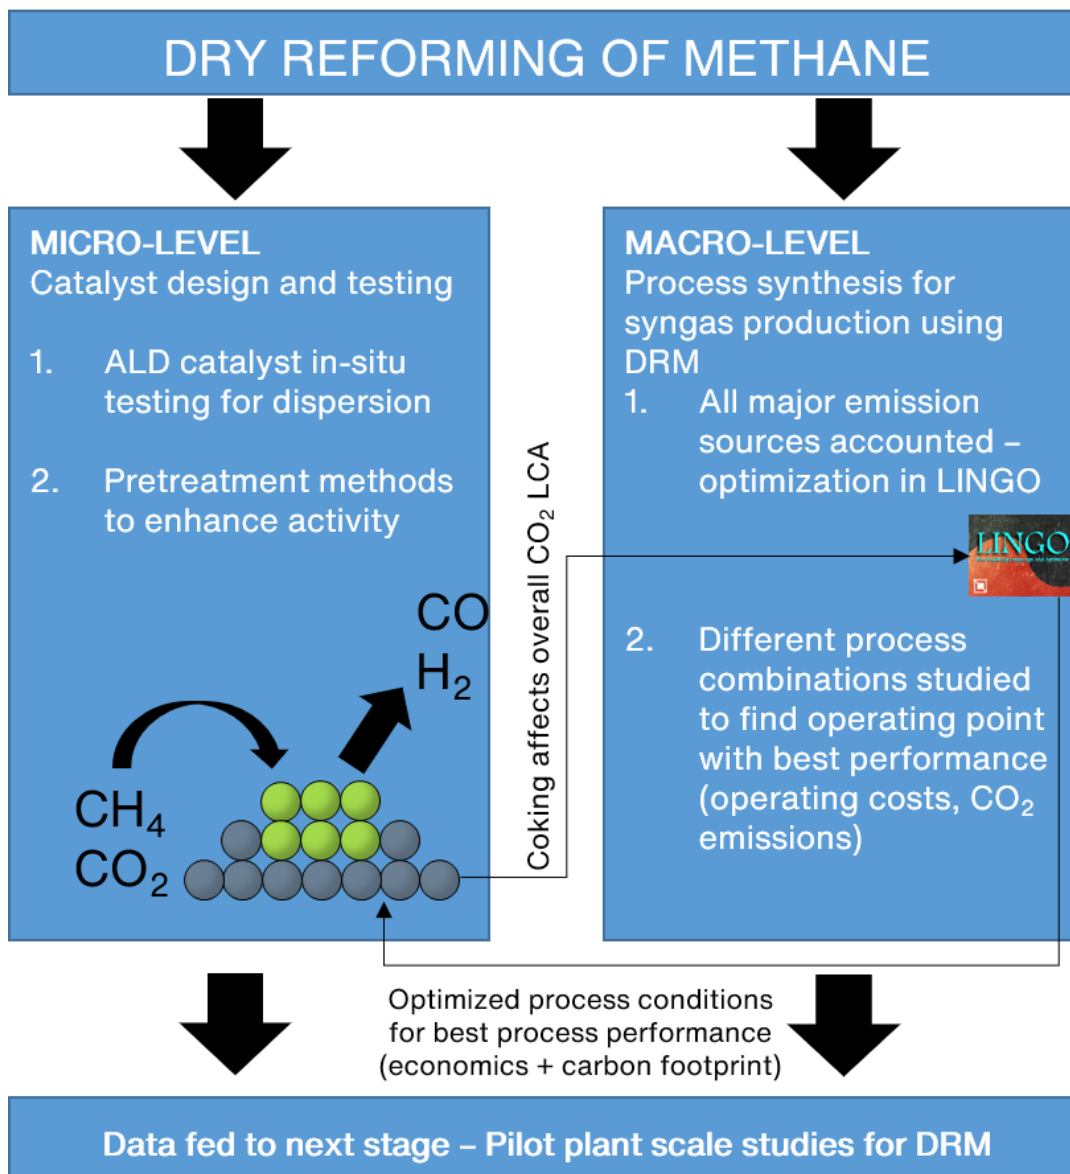 DRY REFORMING OF METHANE
MICRO-LEVEL
Catalyst design and testing
1. ALD catalyst in-situ
testing for dispersion
2. Pretreatment methods
to enhance activity
CO
H₂
CH₄
CO₂
Coking affects overall CO₂ LCA
MACRO-LEVEL
Process synthesis for
syngas production using
DRM
1. All major emission
sources accounted –
optimization in LINGO
LINGO
2. Different process
combinations studied
to find operating point
with best performance
(operating costs, CO₂
emissions)
Optimized process conditions
for best process performance
(economics + carbon footprint)
Data fed to next stage – Pilot plant scale studies for DRM